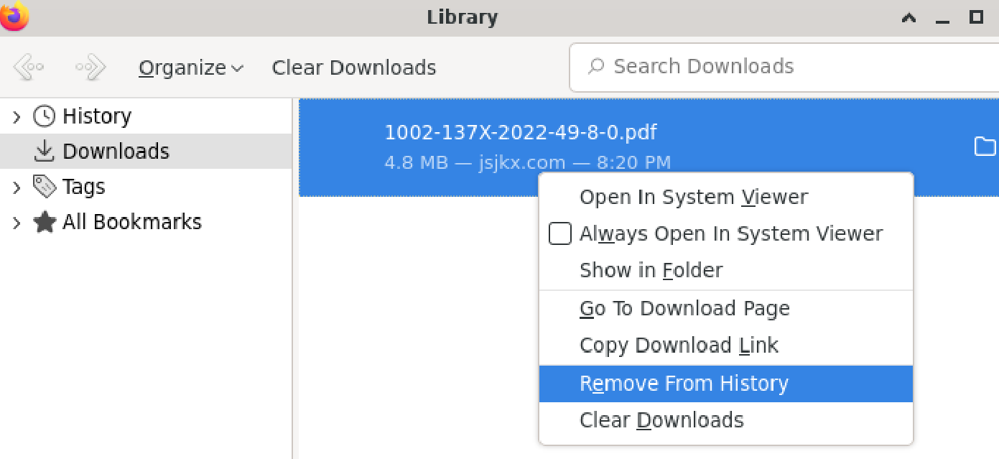 Library
Organize Clear Downloads
Search Downloads
History
Downloads
Tags
All Bookmarks
1002-137X-2022-49-8-0.pdf
4.8 MB — jsjkx.com — 8:20 PM
Open In System Viewer
Always Open In System Viewer
Show in Folder
Go To Download Page
Copy Download Link
Remove From History
Clear Downloads